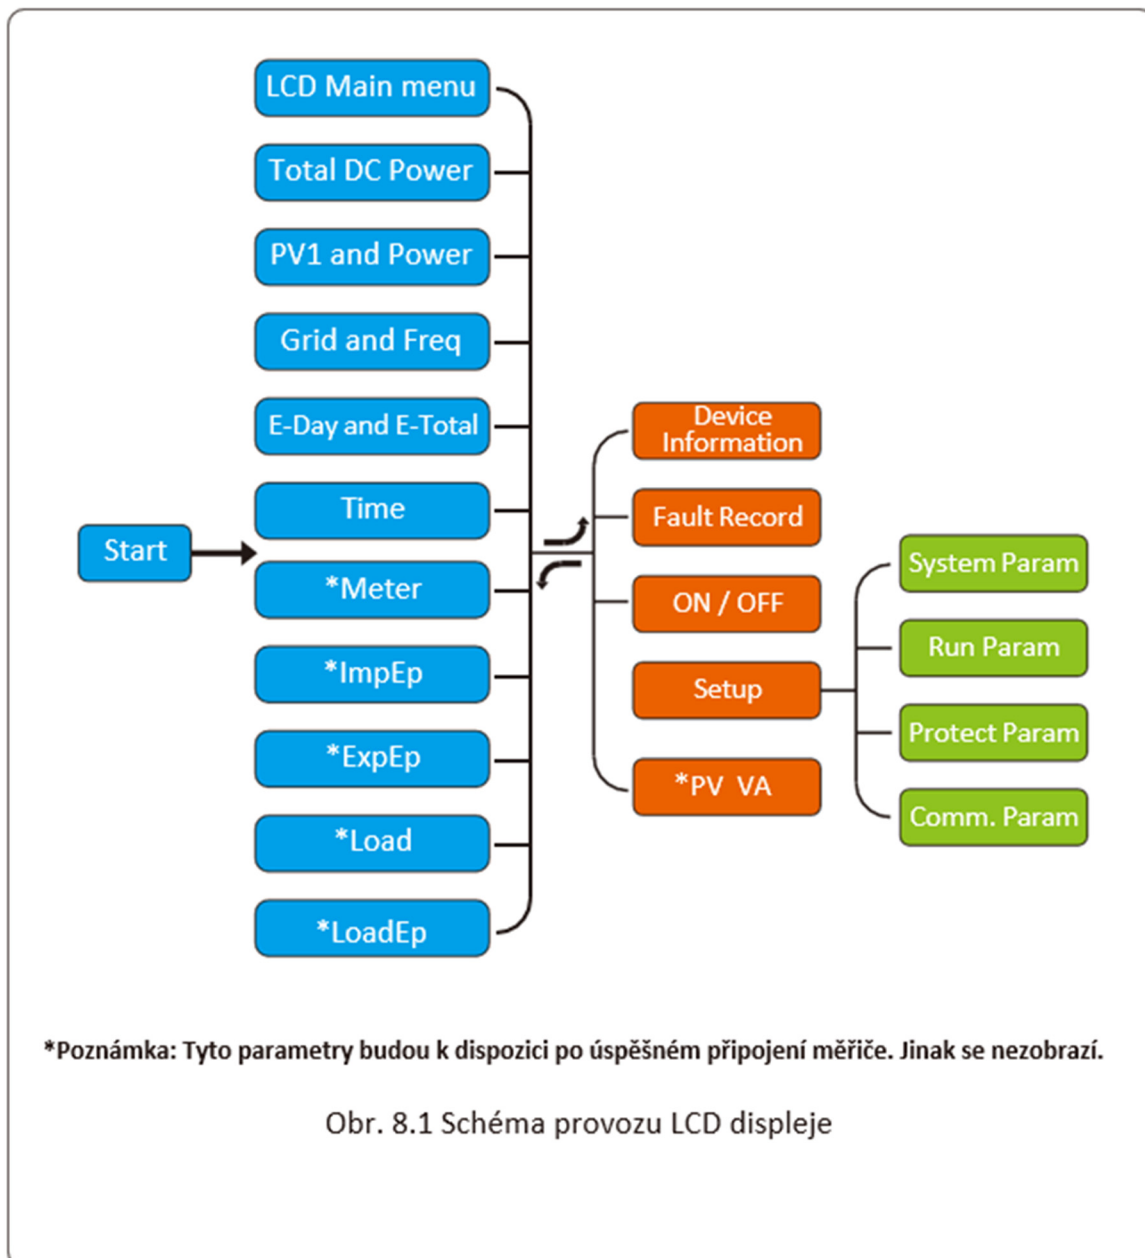 LCD Main menu
Total DC Power
PV1 and Power
Grid and Freq
E-Day and E-Total
Time
Start
*Meter
*ImpEp
*ExpEp
*Load
*LoadEp
Device
Information
Fault Record
ON / OFF
Setup
*PV VA
System Param
Run Param
Protect Param
Comm. Param
*Poznámka: Tyto parametry budou k dispozici po úspěšném připojení měřiče. Jinak se nezobrazí.
Obr. 8.1 Schéma provozu LCD displeje